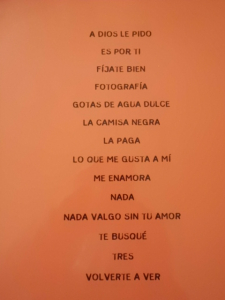 A DIOS LE PIDO
ES POR TI
FÍJATE BIEN
FOTOGRAFÍA
GOTAS DE AGUA DULCE
LA CAMISA NEGRA
LA PAGA
LO QUE ME GUSTA A MÍ
ME ENAMORA
NADA
NADA VALGO SIN TU AMOR
TE BUSQUÉ
TRES
VOLVERTE A VER